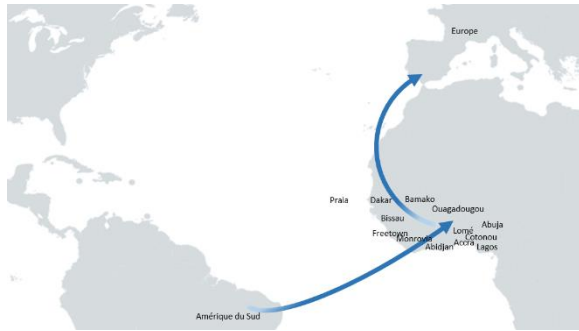 Europe
Praia
Dakar
Bamako
Ouagadougou
Bissau
Abuja
Freetown
Monrovia
Lomé
Cotonou
Abidjan
Accra
Lagos
Amérique du Sud